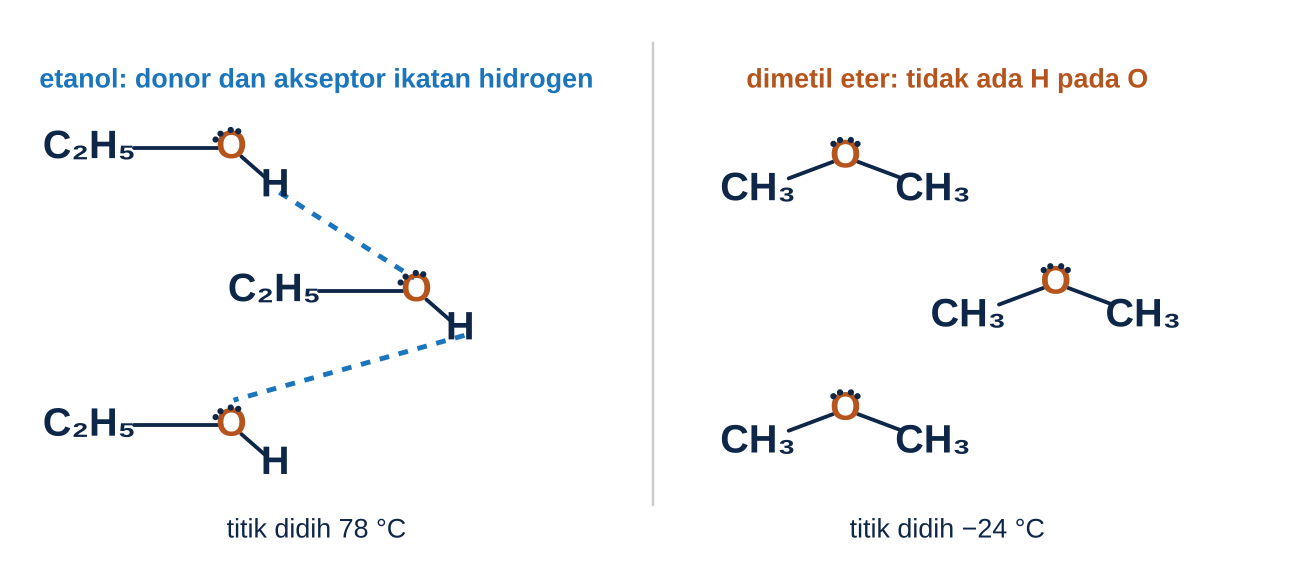 etanol: donor dan akseptor ikatan hidrogen
C₂H₅ O
H
C₂H₅ O
H
C₂H₅ O
H
titik didih 78 °C
dimetil eter: tidak ada H pada O
O
CH₃ CH₃
O
CH₃ CH₃
O
CH₃ CH₃
titik didih −24 °C